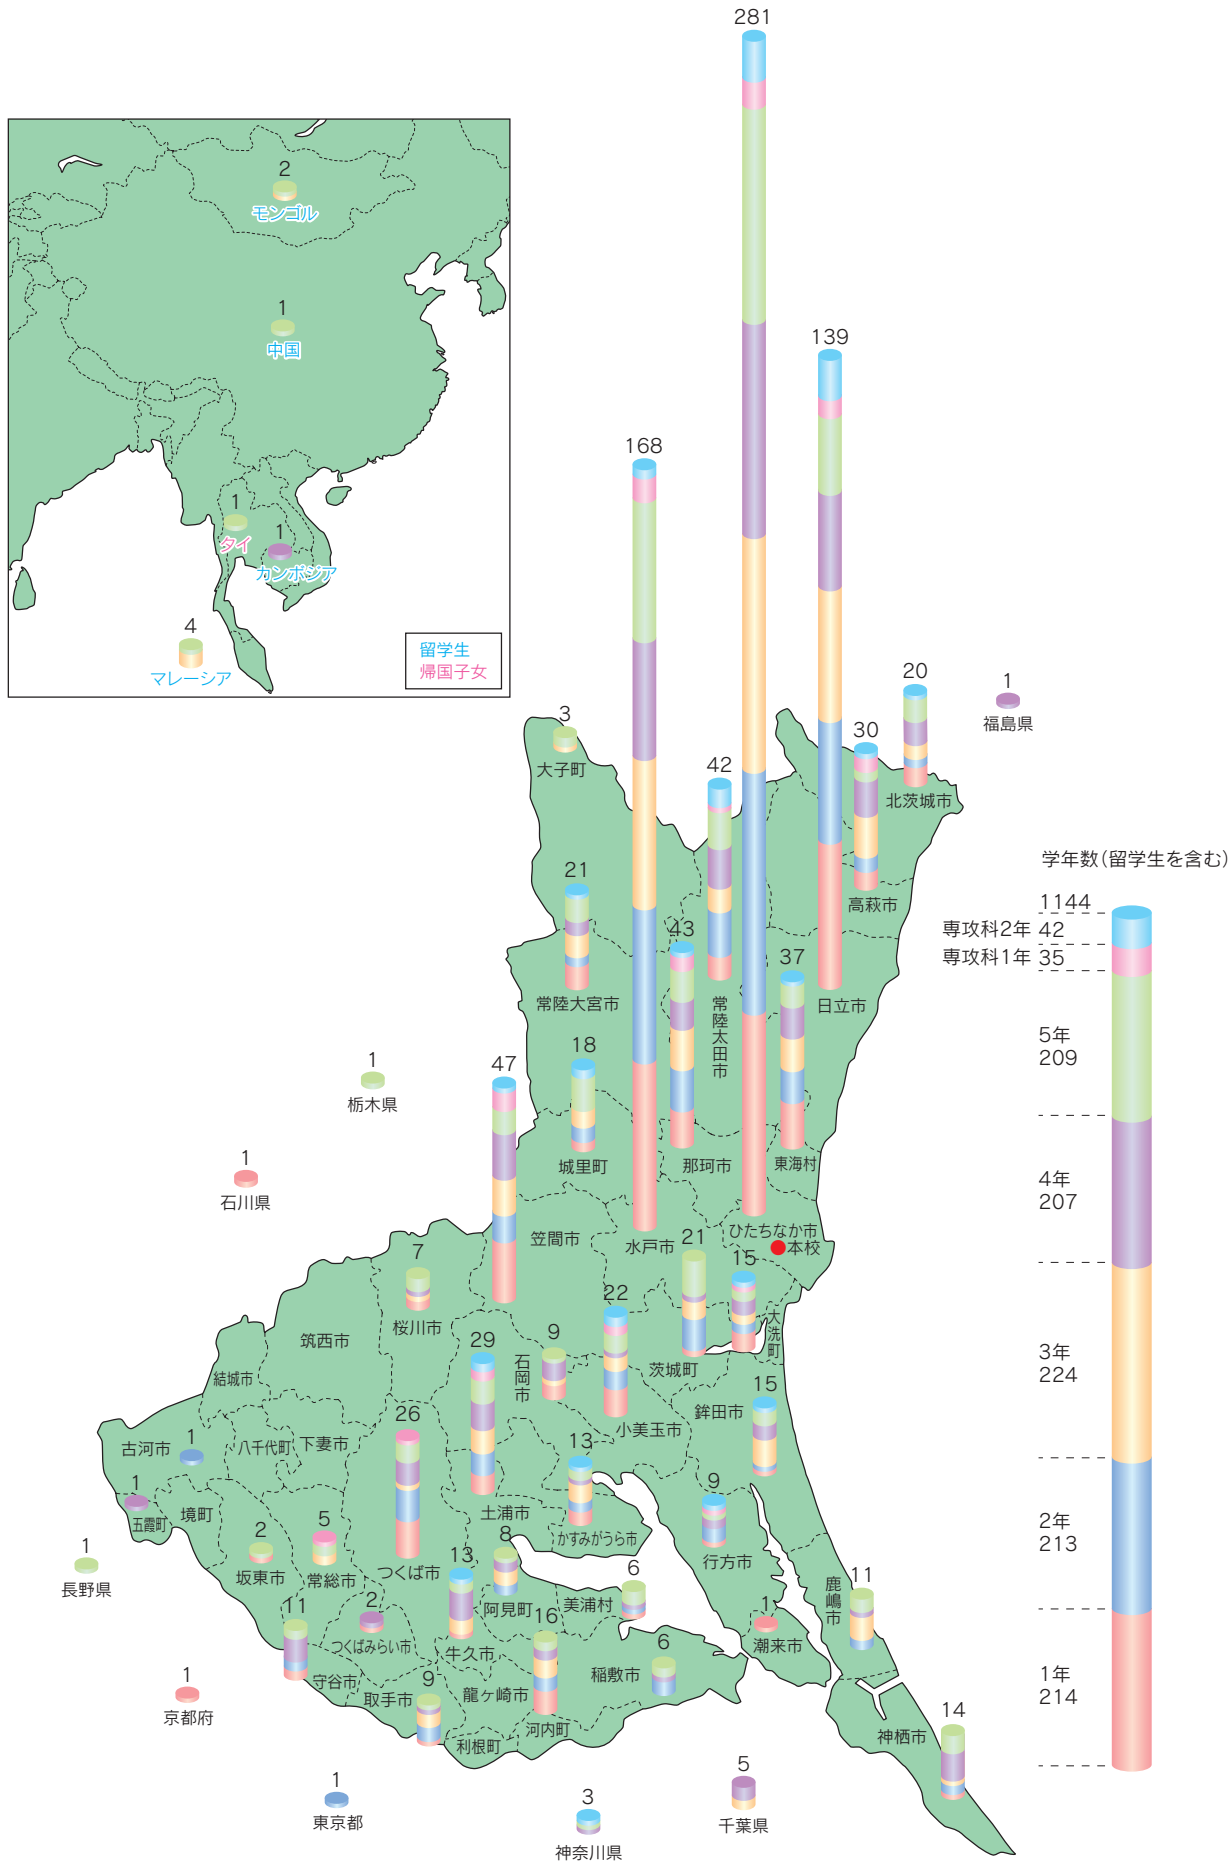 281
2
モンゴル
1
中国
1
タイ
1
カンボジア
4
マレーシア
留学生
帰国子女
139
168
20
北茨城市
1
福島県
3
大子町
30
高萩市
42
常陸太田市
21
常陸大宮市
43
那珂市
37
東海村
日立市
18
城里町
47
笠間市
1
栃木県
1
石川県
水戸市
ひたちなか市
本校
21
茨城町
15
大洗町
7
桜川市
筑西市
結城市
22
小美玉市
9
石岡市
29
土浦市
15
鉾田市
26
つくば市
古河市
1
八千代町
下妻市
1
五霞町
境町
13
かすみがうら市
9
行方市
2
坂東市
5
常総市
8
阿見町
13
牛久市
6
美浦村
1
長野県
11
守谷市
2
つくばみらい市
16
龍ヶ崎市
6
稲敷市
1
潮来市
11
鹿嶋市
9
取手市
利根町
河内町
14
神栖市
1
京都府
1
東京都
3
神奈川県
5
千葉県
学年数（留学生を含む）
1144
専攻科2年 42
専攻科1年 35
5年
209
4年
207
3年
224
2年
213
1年
214